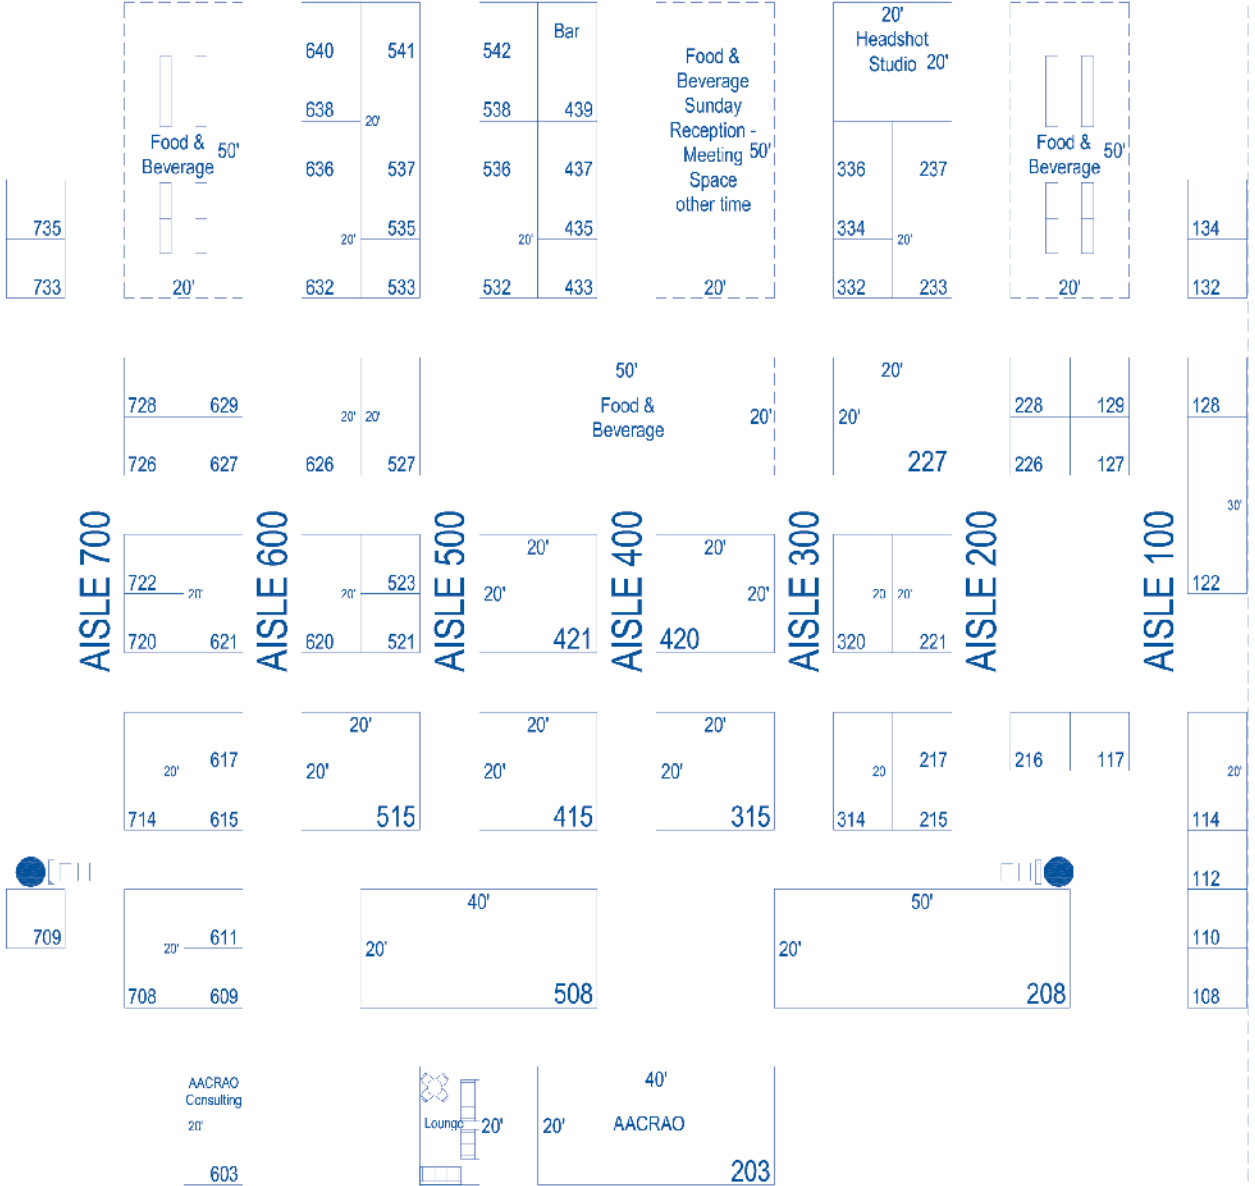 20'
Bar
Headshot
640 541 542
Food &
Studio 20'
Beverage
638 538 439 Sunday
20'
Reception -
Food & 50'
Meeting 50'
Food & 50'
Beverage
636 537 536 437
Space
336 237
Beverage
other time
735 535 435 334 134
20' 20' 20'
733 20' 632 533 532 433 20' 332 233 20' 132
50' 20'
728 629 20' 20' Food & 20' 20' 228 129 128
Beverage
726 627 626 527 227 226 127
30'
AISLE 700 AISLE 600 AISLE 500 AISLE 400 AISLE 300 AISLE 200 AISLE 100
20' 20'
722 20' 20' 523 20' 20' 20 20' 122
720 621 620 521 421 420 320 221
20' 20' 20'
617 217 216 117
20' 20' 20' 20' 20 20'
714 615 515 415 315 314 215 114
112
40' 50'
709 611 110
20' 20' 20'
708 609 508 208 108
AACRAO
Consulting
40'
20' Lounge 20' 20' AACRAO
603 203